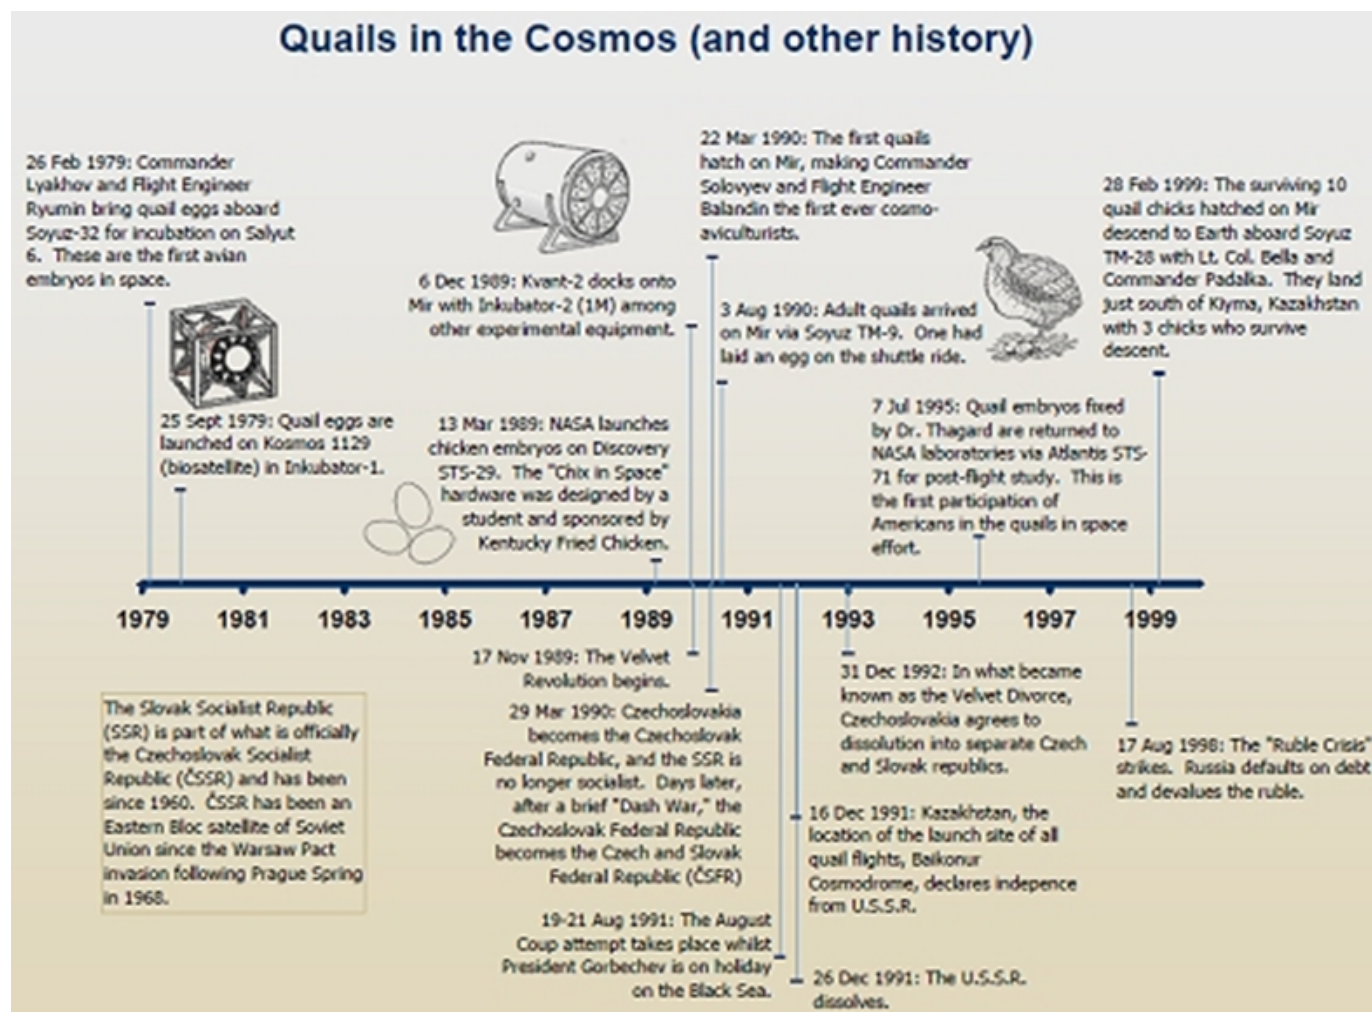 Quails in the Cosmos (and other history)
26 Feb 1979: Commander
Lyakhov and Flight Engineer
Ryumin bring quail eggs aboard
Soyuz-32 for incubation on Salyut
6. These are the first avian
embryos in space.
25 Sept 1979: Quail eggs are
launched on Kosmos 1129
(biosatellite) in Inkubator-1.
13 Mar 1989: NASA launches
chicken embryos on Discovery
STS-29. The "Chix in Space"
hardware was designed by a
student and sponsored by
Kentucky Fried Chicken.
6 Dec 1989: Kvant-2 docks onto
Mir with Inkubator-2 (1M) among
other experimental equipment.
22 Mar 1990: The first quails
hatch on Mir, making Commander
Solovyev and Flight Engineer
Balandin the first ever cosmo-
aviculturists.
3 Aug 1990: Adult quails arrived
on Mir via Soyuz TM-9. One had
laid an egg on the shuttle ride.
7 Jul 1995: Quail embryos fixed
by Dr. Thagard are returned to
NASA laboratories via Atlantis STS-
71 for post-flight study. This is
the first participation of
Americans in the quails in space
effort.
28 Feb 1999: The surviving 10
quail chicks hatched on Mir
descend to Earth aboard Soyuz
TM-28 with Lt. Col. Bella and
Commander Padalka. They land
just south of Kiyma, Kazakhstan
with 3 chicks who survive
descent.
1979 1981 1983 1985 1987 1989 1991 1993 1995 1997 1999
The Slovak Socialist Republic
(SSR) is part of what is officially
the Czechoslovak Socialist
Republic (ČSSR) and has been
since 1960. ČSSR has been an
Eastern Bloc satellite of Soviet
Union since the Warsaw Pact
invasion following Prague Spring
in 1968.
17 Nov 1989: The Velvet
Revolution begins.
29 Mar 1990: Czechoslovakia
becomes the Czechoslovak
Federal Republic, and the SSR is
no longer socialist. Days later,
after a brief "Dash War," the
Czechoslovak Federal Republic
becomes the Czech and Slovak
Federal Republic (ČSFR)
19-21 Aug 1991: The August
Coup attempt takes place whilst
President Gorbechev is on holiday
on the Black Sea.
31 Dec 1992: In what became
known as the Velvet Divorce,
Czechoslovakia agrees to
dissolution into separate Czech
and Slovak republics.
16 Dec 1991: Kazakhstan, the
location of the launch site of all
quail flights, Baikonur
Cosmodrome, declares indepence
from U.S.S.R.
26 Dec 1991: The U.S.S.R.
dissolves.
17 Aug 1998: The "Ruble Crisis"
strikes. Russia defaults on debt
and devalues the ruble.